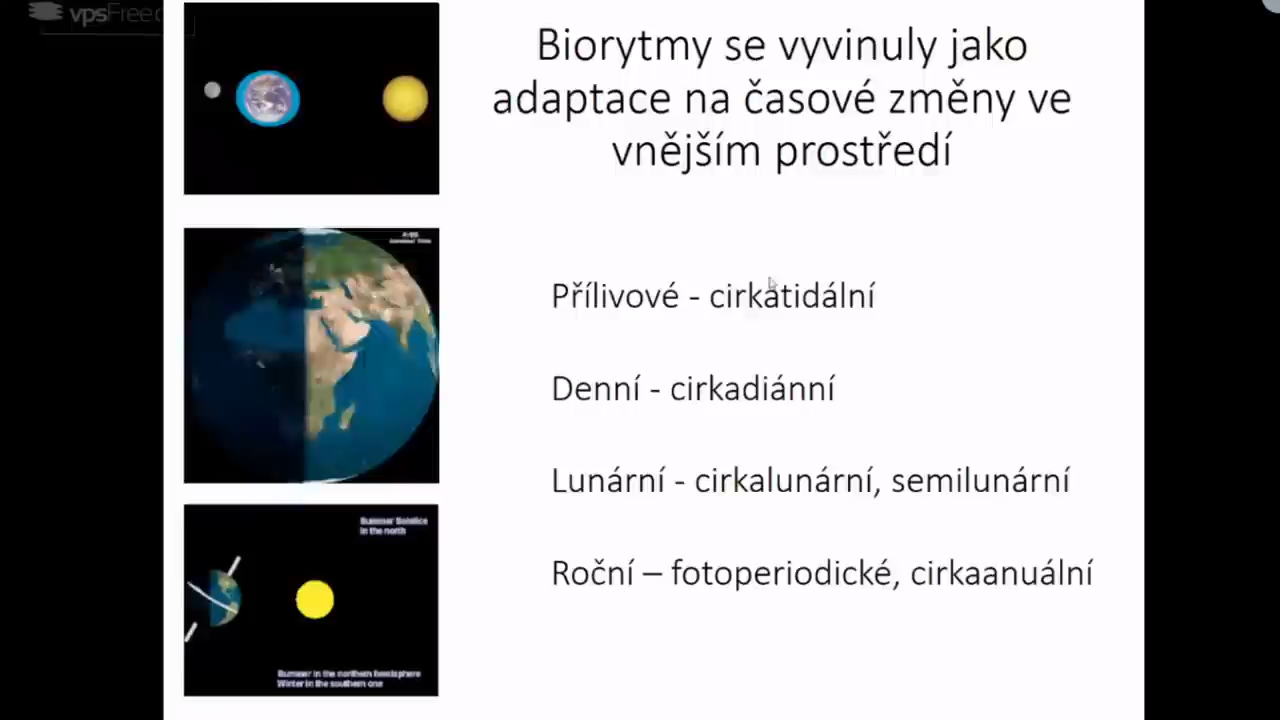 vpsFree
Biorytmy se vyvinuly jako
adaptace na časové změny ve
vnějším prostředí
Přílivové - cirkatidální
Denní - cirkadiánní
Lunární - cirkalunární, semilunární
Roční – fotoperiodické, cirkaanuální
Summer Solstice
in the north
Summer in the northern hemisphere
Winter in the southern one